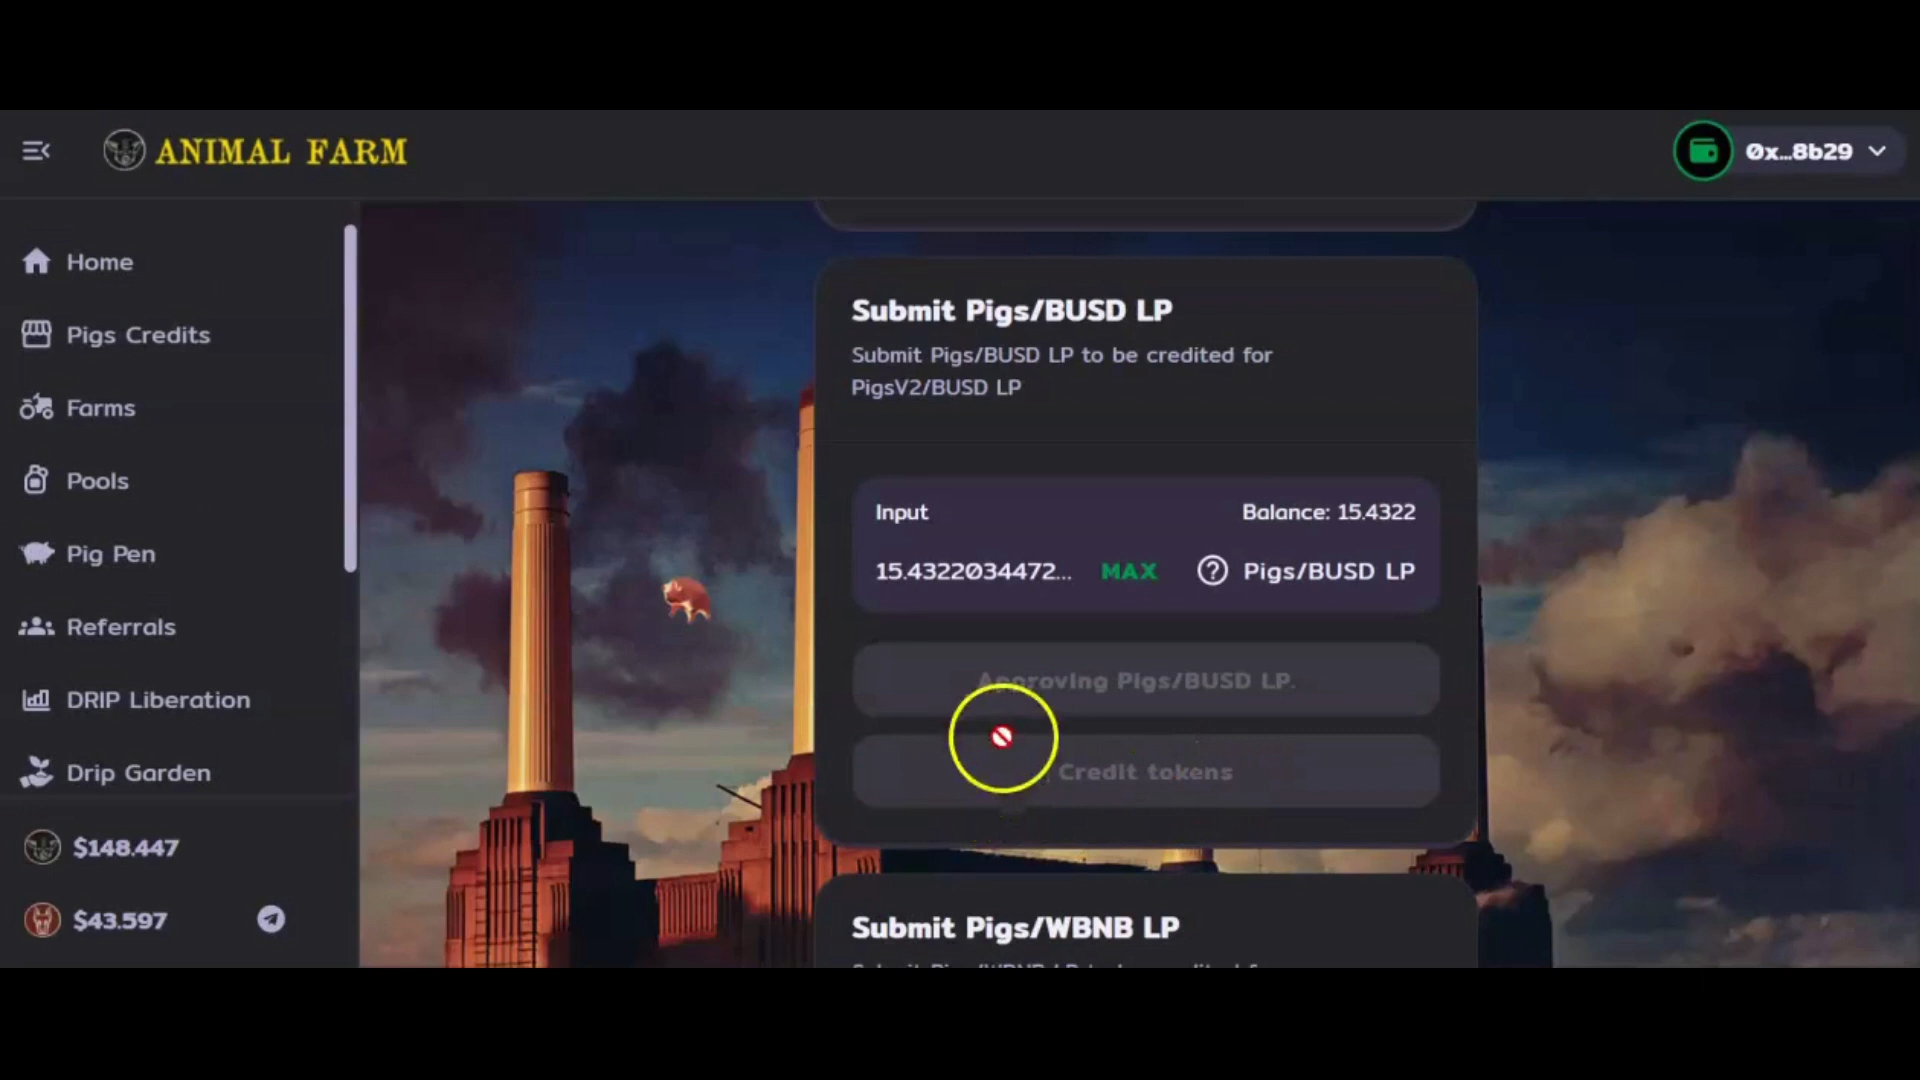 ANIMAL FARM
0x...8b29
Home
Pigs Credits
Farms
Pools
Pig Pen
Referrals
DRIP Liberation
Drip Garden
$148.447
$43.597
Submit Pigs/BUSD LP
Submit Pigs/BUSD LP to be credited for
PigsV2/BUSD LP
Input
Balance: 15.4322
15.4322034472...
MAX
Pigs/BUSD LP
Approving Pigs/BUSD LP.
Credit tokens
Submit Pigs/WBNB LP